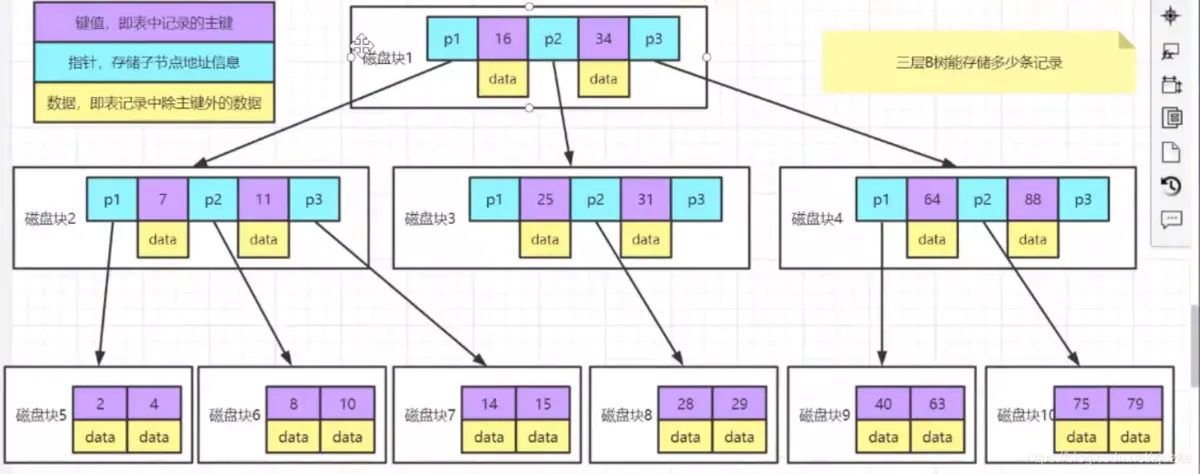 键值，即表中记录的主键
指针，存储子节点地址信息
数据，即表记录中除主键外的数据
磁盘块1
p1 16 p2 34 p3
data data
三层B树能存储多少条记录
磁盘块2
p1 7 p2 11 p3
data data
磁盘块3
p1 25 p2 31 p3
data data
磁盘块4
p1 64 p2 88 p3
data data
磁盘块5
2 4
data data
磁盘块6
8 10
data data
磁盘块7
14 15
data data
磁盘块8
28 29
data data
磁盘块9
40 63
data data
磁盘块10
75 79
data data